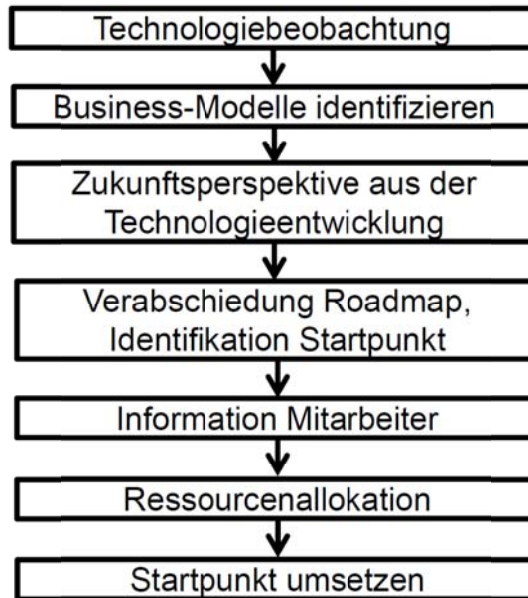 Technologiebeobachtung
Business-Modelle identifizieren
Zukunftsperspektive aus der
Technologieentwicklung
Verabschiedung Roadmap,
Identifikation Startpunkt
Information Mitarbeiter
Ressourcenallokation
Startpunkt umsetzen